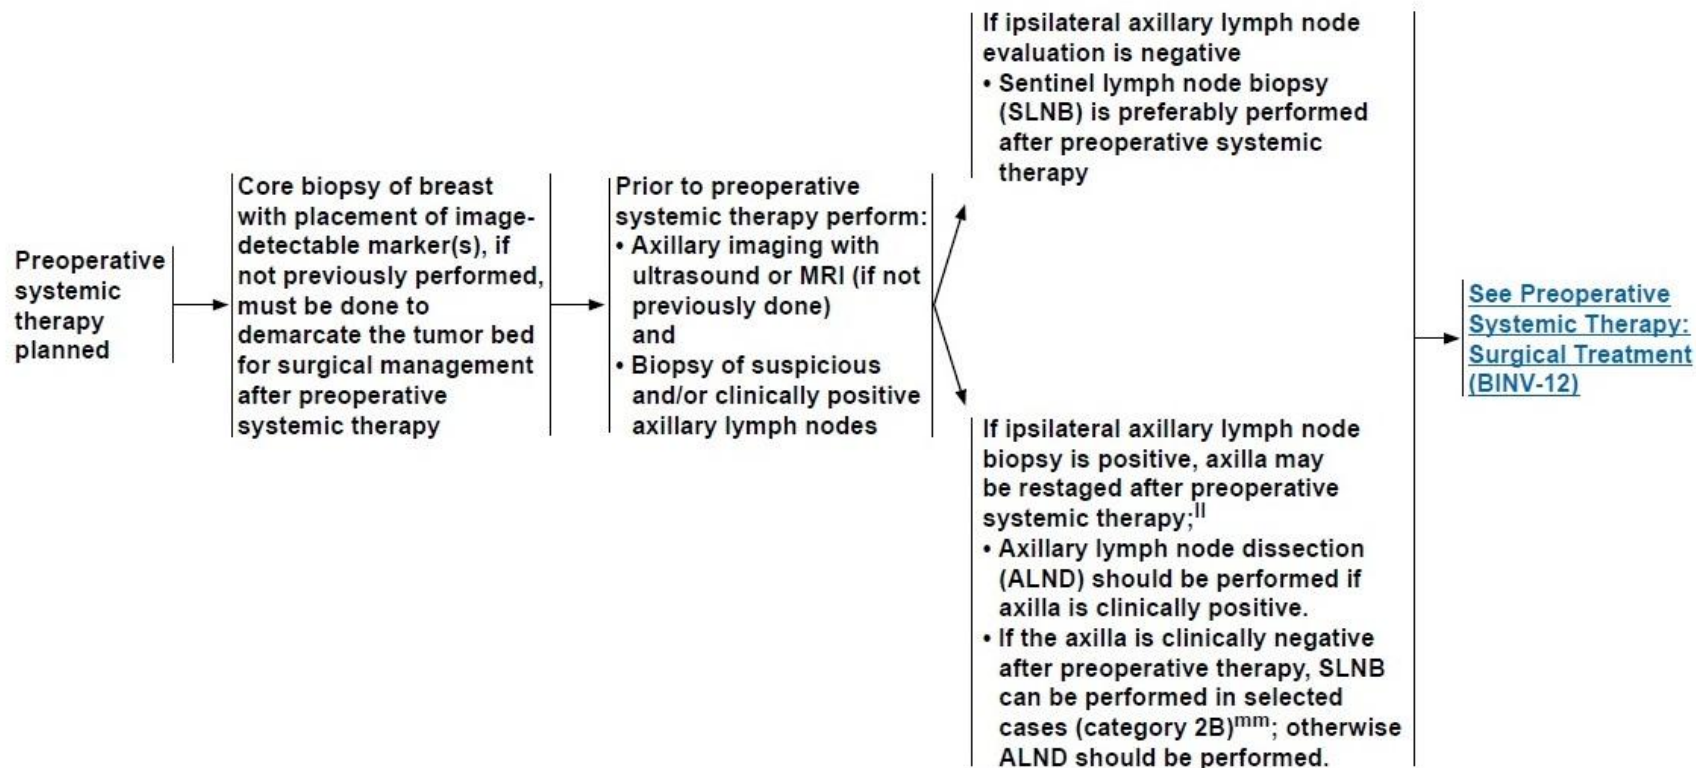 Preoperative
systemic
therapy
planned
Core biopsy of breast
with placement of image-
detectable marker(s), if
not previously performed,
must be done to
demarcate the tumor bed
for surgical management
after preoperative
systemic therapy
Prior to preoperative
systemic therapy perform:
• Axillary imaging with
ultrasound or MRI (if not
previously done)
and
• Biopsy of suspicious
and/or clinically positive
axillary lymph nodes
If ipsilateral axillary lymph node
evaluation is negative
• Sentinel lymph node biopsy
(SLNB) is preferably performed
after preoperative systemic
therapy
If ipsilateral axillary lymph node
biopsy is positive, axilla may
be restaged after preoperative
systemic therapy;ll
• Axillary lymph node dissection
(ALND) should be performed if
axilla is clinically positive.
• If the axilla is clinically negative
after preoperative therapy, SLNB
can be performed in selected
cases (category 2B)mm; otherwise
ALND should be performed.
See Preoperative
Systemic Therapy:
Surgical Treatment
(BINV-12)